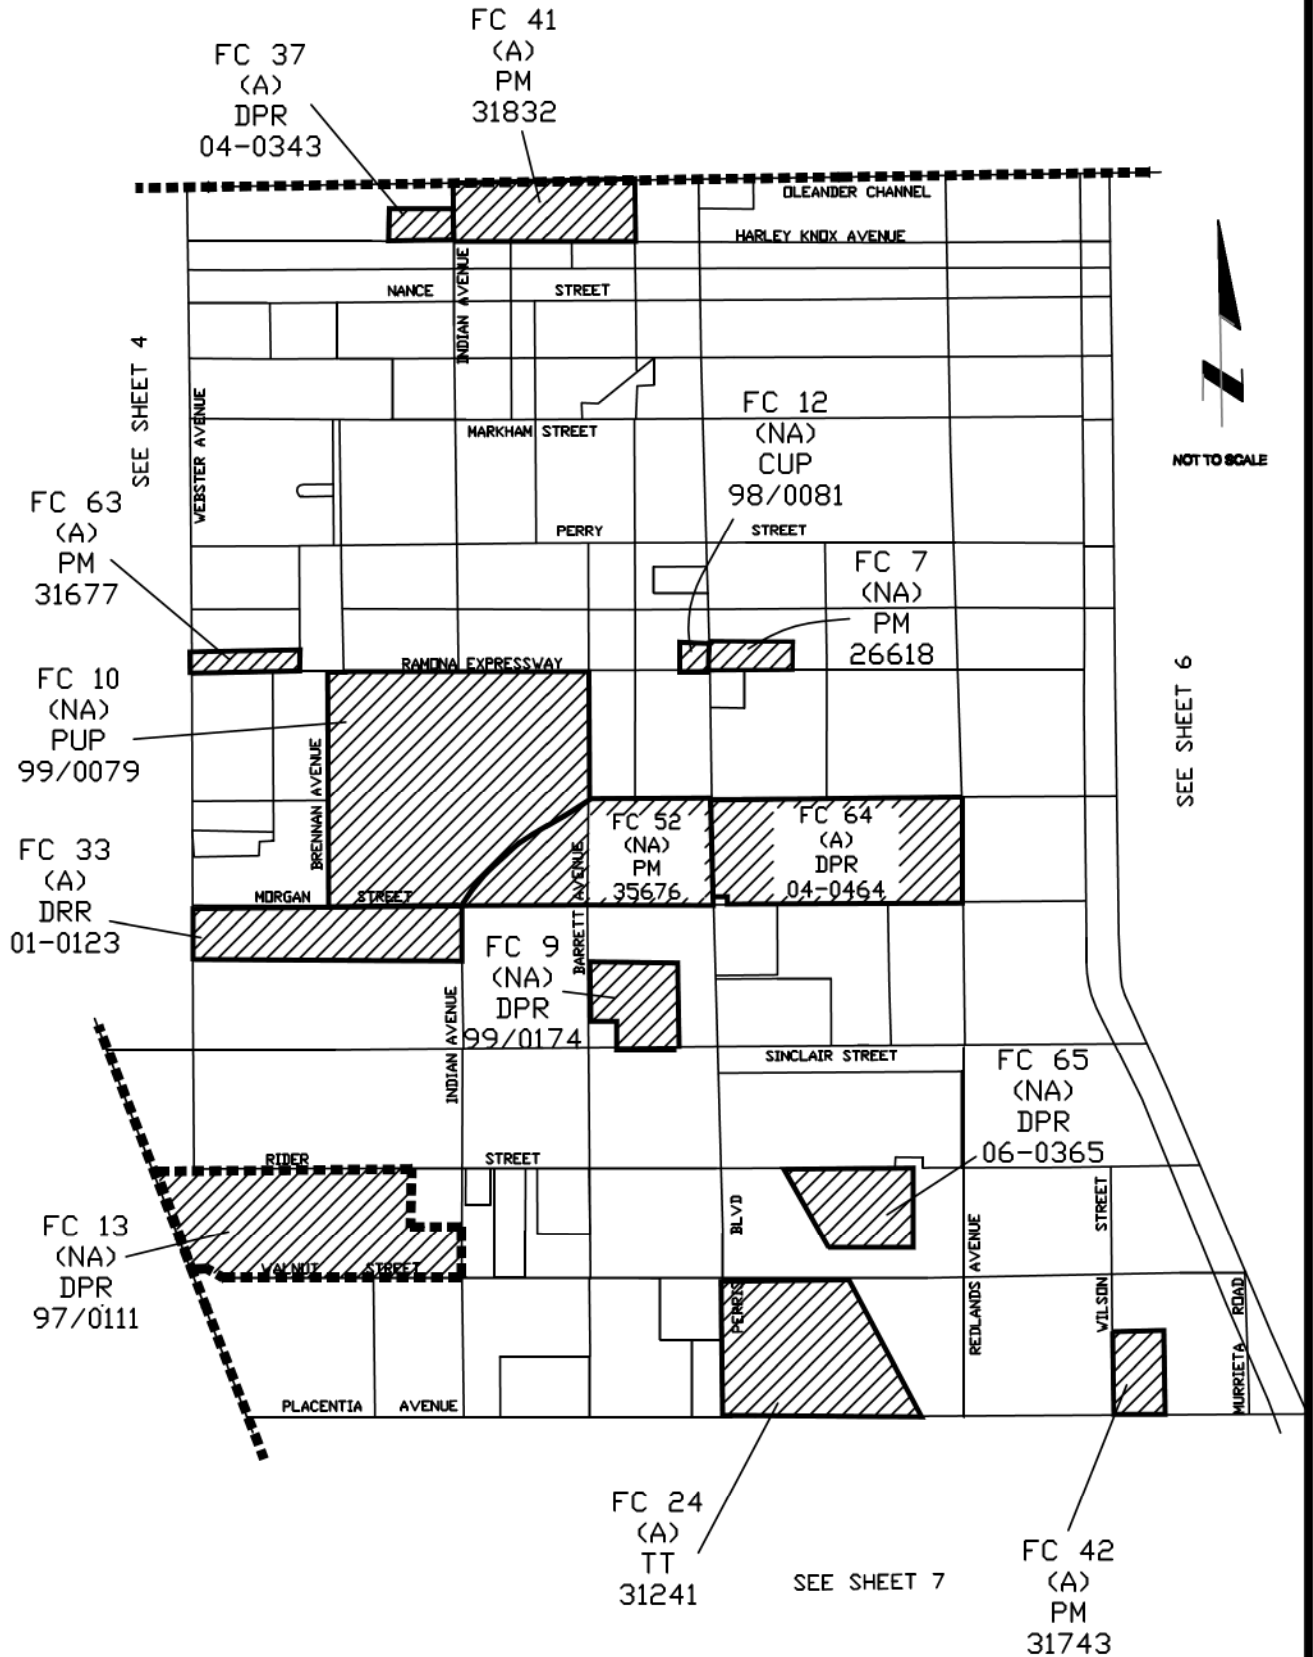 FC 41
(A)
PM
31832
FC 37
(A)
DPR
04-0343
OLEANDER CHANNEL
HARLEY KNOX AVENUE
INDIAN AVENUE
NANCE STREET
SEE SHEET 4
WEBSTER AVENUE
MARKHAM STREET
FC 12
(NA)
CUP
98/0081
NOT TO SCALE
FC 63
(A)
PM
31677
PERRY STREET
FC 7
(NA)
PM
26618
RAMONA EXPRESSWAY
FC 10
(NA)
PUP
99/0079
SEE SHEET 6
BRENNAN AVENUE
FC 52
(NA)
PM
35676
FC 64
(A)
DPR
04-0464
FC 33
(A)
DRR
01-0123
MORGAN STREET
BARRETT AVENUE
FC 9
(NA)
DPR
99/0174
INDIAN AVENUE
SINCLAIR STREET
FC 65
(NA)
DPR
06-0365
RIDER STREET
FC 13
(NA)
DPR
97/0111
WALNUT STREET
PERRIS BLVD
REDLANDS AVENUE
WILSON STREET
MURRIETA ROAD
PLACENTIA AVENUE
FC 24
(A)
TT
31241
SEE SHEET 7
FC 42
(A)
PM
31743